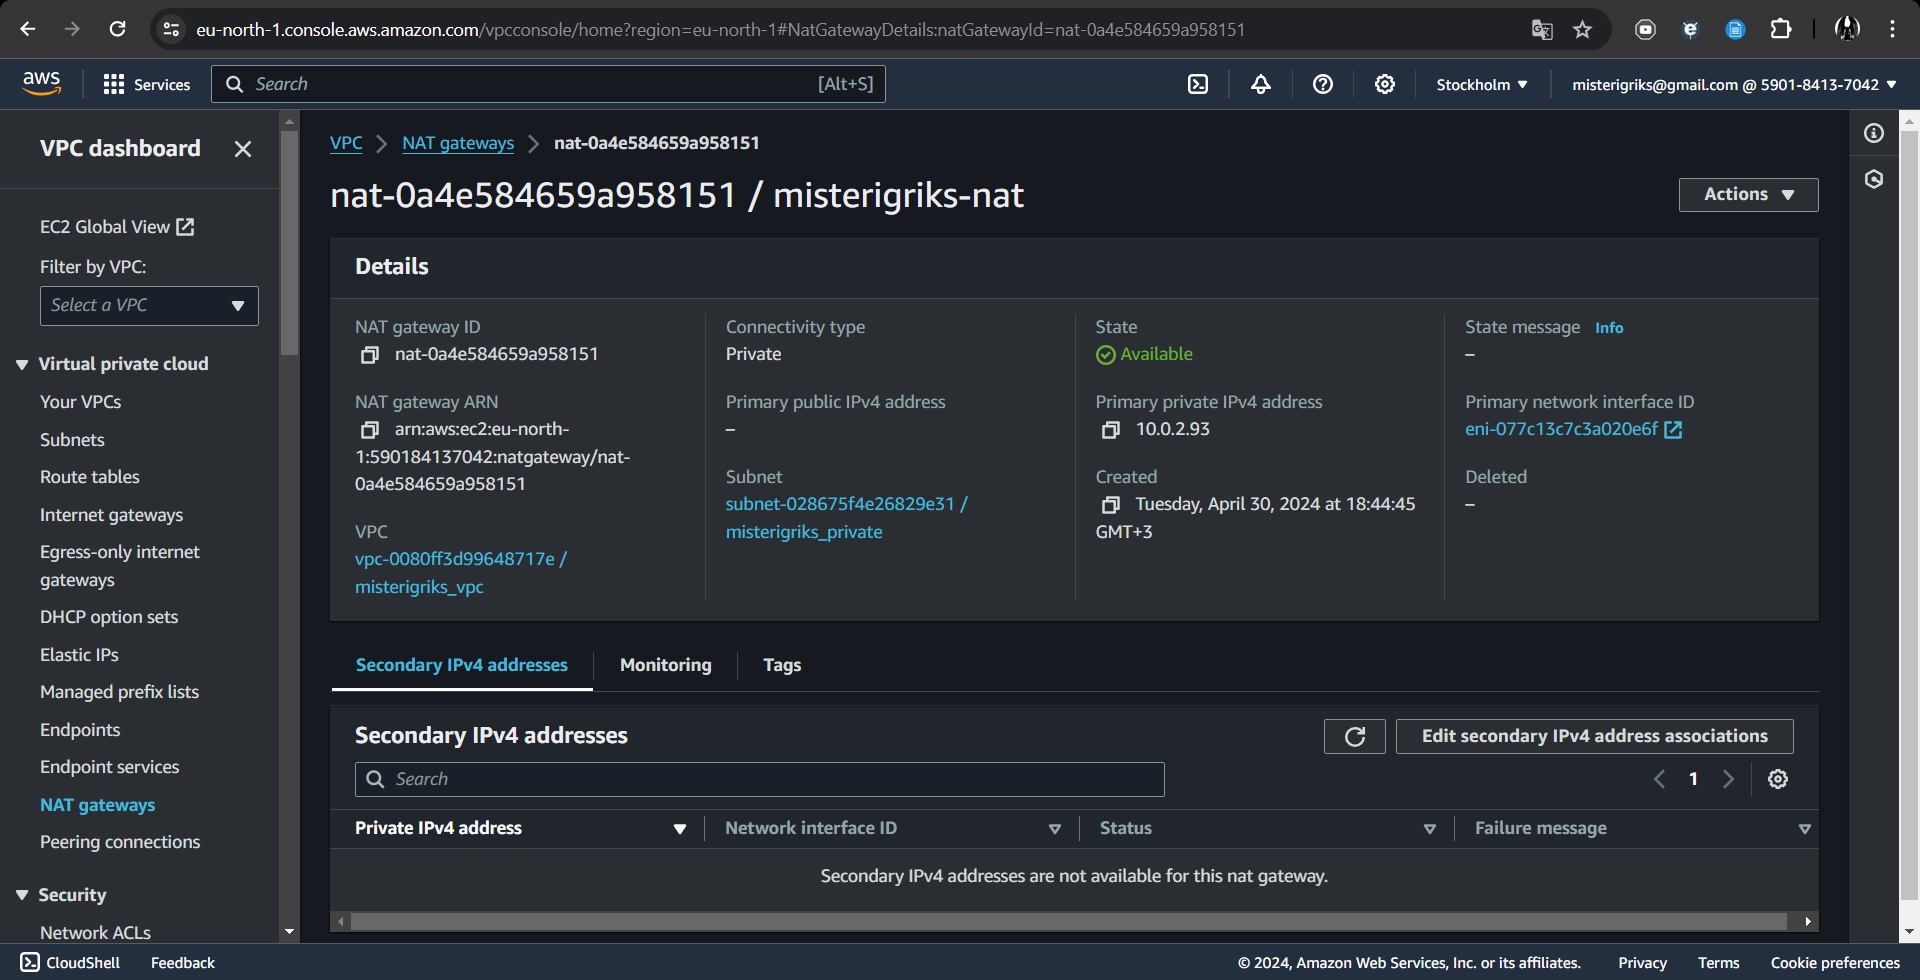 eu-north-1.console.aws.amazon.com/vpcconsole/home?region=eu-north-1#NatGatewayDetails:natGatewayId=nat-0a4e584659a958151
aws
Services
Search
[Alt+S]
Stockholm
misterigriks@gmail.com @ 5901-8413-7042
VPC dashboard
EC2 Global View
Filter by VPC:
Select a VPC
Virtual private cloud
Your VPCs
Subnets
Route tables
Internet gateways
Egress-only internet
gateways
DHCP option sets
Elastic IPs
Managed prefix lists
Endpoints
Endpoint services
NAT gateways
Peering connections
Security
Network ACLs
VPC
NAT gateways
nat-0a4e584659a958151
nat-0a4e584659a958151 / misterigriks-nat
Actions
Details
NAT gateway ID
nat-0a4e584659a958151
NAT gateway ARN
arn:aws:ec2:eu-north-
1:590184137042:natgateway/nat-
0a4e584659a958151
VPC
vpc-0080ff3d99648717e /
misterigriks_vpc
Connectivity type
Private
Primary public IPv4 address
–
Subnet
subnet-028675f4e26829e31 /
misterigriks_private
State
Available
Primary private IPv4 address
10.0.2.93
Created
Tuesday, April 30, 2024 at 18:44:45
GMT+3
State message Info
–
Primary network interface ID
eni-077c13c7c3a020e6f
Deleted
–
Secondary IPv4 addresses
Monitoring
Tags
Secondary IPv4 addresses
Edit secondary IPv4 address associations
Search
1
Private IPv4 address
Network interface ID
Status
Failure message
Secondary IPv4 addresses are not available for this nat gateway.
CloudShell
Feedback
© 2024, Amazon Web Services, Inc. or its affiliates.
Privacy
Terms
Cookie preferences